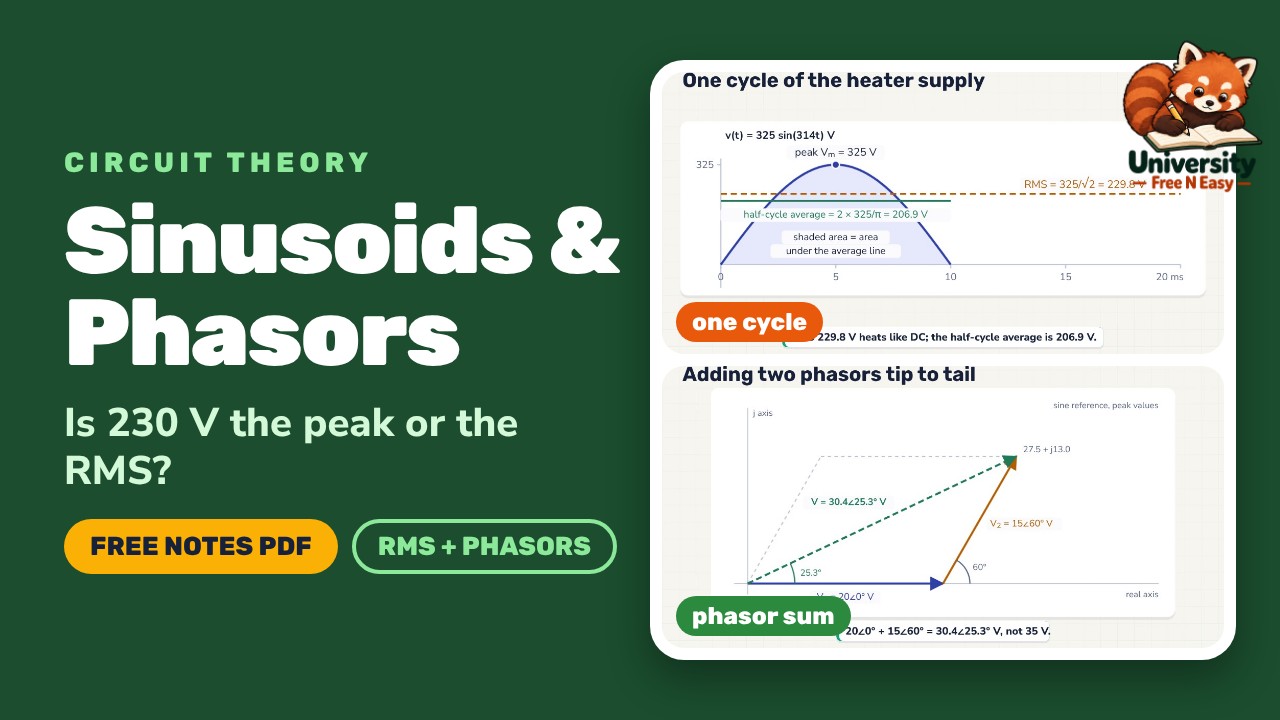 CIRCUIT THEORY
Sinusoids &
Phasors
Is 230 V the peak or the
RMS?
FREE NOTES PDF
RMS + PHASORS
One cycle of the heater supply
v(t) = 325 sin(314t) V
peak Vₘ = 325 V
325
RMS = 325/√2 = 229.8 V
half-cycle average = 2 × 325/π = 206.9 V
shaded area = area
under the average line
0
5
10
15
20 ms
one cycle
229.8 V heats like DC; the half-cycle average is 206.9 V.
University
Free N Easy
Adding two phasors tip to tail
j axis
sine reference, peak values
27.5 + j13.0
V = 30.4∠25.3° V
V₂ = 15∠60° V
25.3°
60°
20∠0° V
real axis
phasor sum
20∠0° + 15∠60° = 30.4∠25.3° V, not 35 V.